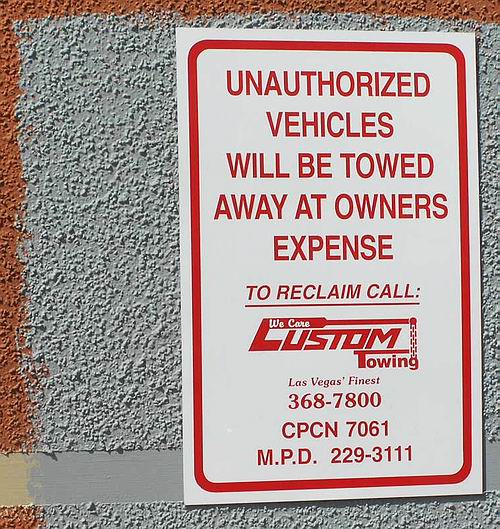 UNAUTHORIZED
VEHICLES
WILL BE TOWED
AWAY AT OWNERS
EXPENSE
TO RECLAIM CALL:
We Care
CUSTOM
Towing
Las Vegas' Finest
368-7800
CPCN 7061
M.P.D. 229-3111